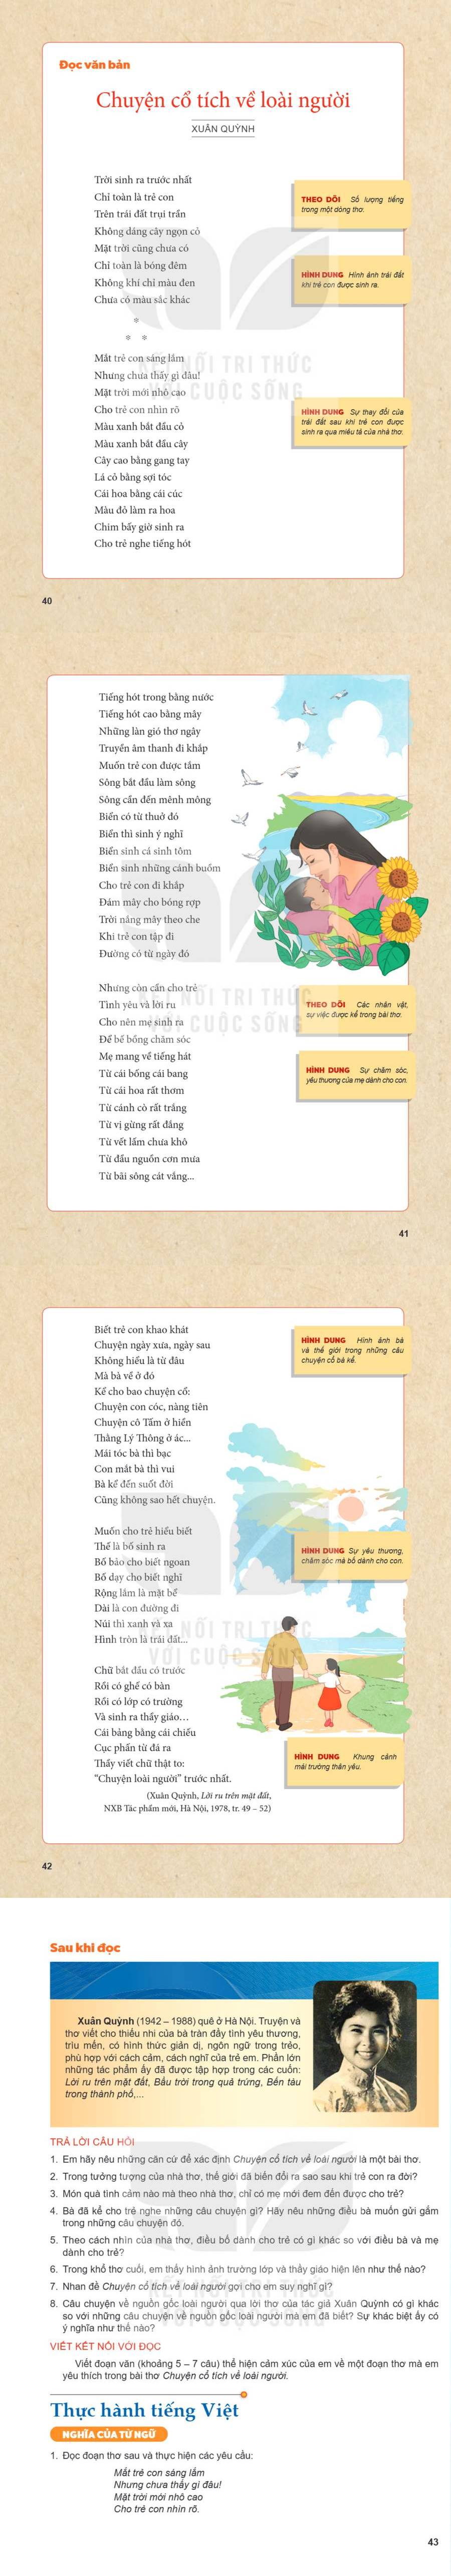 Đọc văn bản
Chuyện cổ tích về loài người
XUÂN QUỲNH
Trời sinh ra trước nhất
Chỉ toàn là trẻ con
Trên trái đất trụi trần
Không dáng cây ngọn cỏ
Mặt trời cũng chưa có
Chỉ toàn là bóng đêm
Không khí chỉ màu đen
Chưa có màu sắc khác
*
* *
THEO DÕI Số lượng tiếng
trong một dòng thơ.
HÌNH DUNG Hình ảnh trái đất
khi trẻ con được sinh ra.
KẾT NỐI TRI THỨC
VỚI CUỘC SỐNG
Mắt trẻ con sáng lắm
Nhưng chưa thấy gì đâu!
Mặt trời mới nhô cao
Cho trẻ con nhìn rõ
Màu xanh bắt đầu cỏ
Màu xanh bắt đầu cây
Cây cao bằng gang tay
Lá cỏ bằng sợi tóc
Cái hoa bằng cái cúc
Màu đỏ làm ra hoa
Chim bấy giờ sinh ra
Cho trẻ nghe tiếng hót
HÌNH DUNG Sự thay đổi của
trái đất sau khi trẻ con được
sinh ra qua miêu tả của nhà thơ.
40
Tiếng hót trong bằng nước
Tiếng hót cao bằng mây
Những làn gió thơ ngây
Truyền âm thanh đi khắp
Muốn trẻ con được tắm
Sông bắt đầu làm sông
Sông cần đến mênh mông
Biển có từ thuở đó
Biển thì sinh ý nghĩ
Biển sinh cá sinh tôm
Biển sinh những cánh buồm
Cho trẻ con đi khắp
Đám mây cho bóng rợp
Trời nắng mây theo che
Khi trẻ con tập đi
Đường có từ ngày đó
Nhưng còn cần cho trẻ
Tình yêu và lời ru
Cho nên mẹ sinh ra
Để bế bồng chăm sóc
Mẹ mang về tiếng hát
Từ cái bống cái bang
Từ cái hoa rất thơm
Từ cánh cò rất trắng
Từ vị gừng rất đắng
Từ vết lấm chưa khô
Từ đầu nguồn cơn mưa
Từ bãi sông cát vắng...
KẾT NỐI TRI THỨC
VỚI CUỘC SỐNG
THEO DÕI Các nhân vật,
sự việc được kể trong bài thơ.
HÌNH DUNG Sự chăm sóc,
yêu thương của mẹ dành cho con.
41
Biết trẻ con khao khát
Chuyện ngày xưa, ngày sau
Không hiểu là từ đâu
Mà bà về ở đó
Kể cho bao chuyện cổ:
Chuyện con cóc, nàng tiên
Chuyện cô Tấm ở hiền
Thằng Lý Thông ở ác...
Mái tóc bà thì bạc
Con mắt bà thì vui
Bà kể đến suốt đời
Cũng không sao hết chuyện.
HÌNH DUNG Hình ảnh bà
và thế giới trong những câu
chuyện cổ bà kể.
Muốn cho trẻ hiểu biết
Thế là bố sinh ra
Bố bảo cho biết ngoan
Bố dạy cho biết nghĩ
Rộng lắm là mặt bể
Dài là con đường đi
Núi thì xanh và xa
Hình tròn là trái đất...
HÌNH DUNG Sự yêu thương,
chăm sóc mà bố dành cho con.
KẾT NỐI TRI THỨC
VỚI CUỘC SỐNG
Chữ bắt đầu có trước
Rồi có ghế có bàn
Rồi có lớp có trường
Và sinh ra thầy giáo...
Cái bảng bằng cái chiếu
Cục phấn từ đá ra
Thầy viết chữ thật to:
"Chuyện loài người" trước nhất.
HÌNH DUNG Khung cảnh
mái trường thân yêu.
(Xuân Quỳnh, Lời ru trên mặt đất,
NXB Tác phẩm mới, Hà Nội, 1978, tr. 49 – 52)
42
Sau khi đọc
Xuân Quỳnh (1942 – 1988) quê ở Hà Nội. Truyện và
thơ viết cho thiếu nhi của bà tràn đầy tình yêu thương,
trìu mến, có hình thức giản dị, ngôn ngữ trong trẻo,
phù hợp với cách cảm, cách nghĩ của trẻ em. Phần lớn
những tác phẩm ấy đã được tập hợp trong các cuốn:
Lời ru trên mặt đất, Bầu trời trong quả trứng, Bến tàu
trong thành phố,...
TRẢ LỜI CÂU HỎI
1. Em hãy nêu những căn cứ để xác định Chuyện cổ tích về loài người là một bài thơ.
2. Trong tưởng tượng của nhà thơ, thế giới đã biến đổi ra sao sau khi trẻ con ra đời?
3. Món quà tình cảm nào mà theo nhà thơ, chỉ có mẹ mới đem đến được cho trẻ?
4. Bà đã kể cho trẻ nghe những câu chuyện gì? Hãy nêu những điều bà muốn gửi gắm
trong những câu chuyện đó.
5. Theo cách nhìn của nhà thơ, điều bố dành cho trẻ có gì khác so với điều bà và mẹ
dành cho trẻ?
6. Trong khổ thơ cuối, em thấy hình ảnh trường lớp và thầy giáo hiện lên như thế nào?
7. Nhan đề Chuyện cổ tích về loài người gợi cho em suy nghĩ gì?
8. Câu chuyện về nguồn gốc loài người qua lời thơ của tác giả Xuân Quỳnh có gì khác
so với những câu chuyện về nguồn gốc loài người mà em đã biết? Sự khác biệt ấy có
ý nghĩa như thế nào?
KẾT NỐI TRI THỨC
VỚI CUỘC SỐNG
VIẾT KẾT NỐI VỚI ĐỌC
Viết đoạn văn (khoảng 5 – 7 câu) thể hiện cảm xúc của em về một đoạn thơ mà em
yêu thích trong bài thơ Chuyện cổ tích về loài người.
Thực hành tiếng Việt
NGHĨA CỦA TỪ NGỮ
1. Đọc đoạn thơ sau và thực hiện các yêu cầu:
Mắt trẻ con sáng lắm
Nhưng chưa thấy gì đâu!
Mặt trời mới nhô cao
Cho trẻ con nhìn rõ.
43